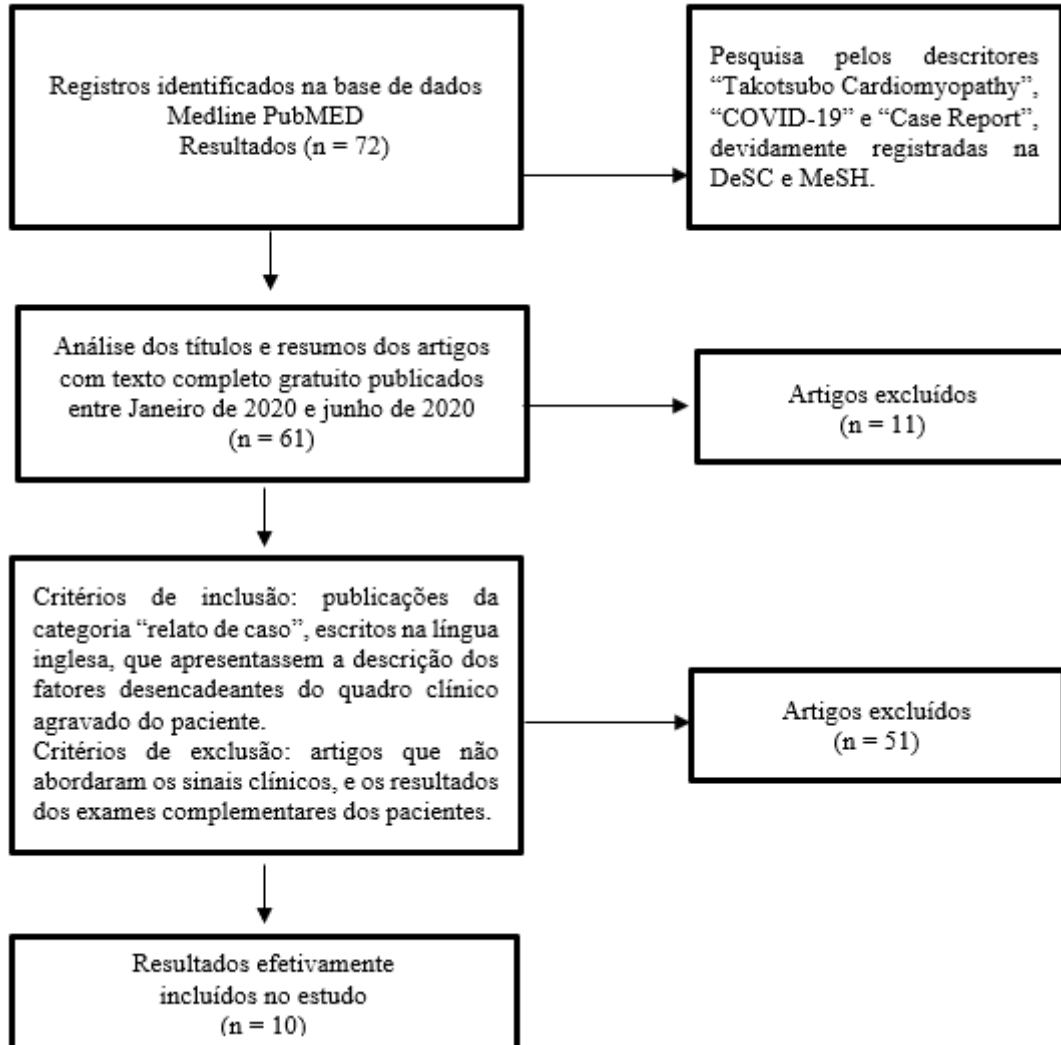 Registros identificados na base de dados
Medline PubMED
Resultados (n = 72)
Pesquisa pelos descritores
“Takotsubo Cardiomyopathy”,
“COVID-19” e “Case Report”,
devidamente registradas na
DeSC e MeSH.
Análise dos títulos e resumos dos artigos
com texto completo gratuito publicados
entre Janeiro de 2020 e junho de 2020
(n = 61)
Artigos excluídos
(n = 11)
Critérios de inclusão: publicações da
categoria “relato de caso”, escritos na língua
inglesa, que apresentassem a descrição dos
fatores desencadeantes do quadro clínico
agravado do paciente.
Critérios de exclusão: artigos que não
abordaram os sinais clínicos, e os resultados
dos exames complementares dos pacientes.
Artigos excluídos
(n = 51)
Resultados efetivamente
incluídos no estudo
(n = 10)